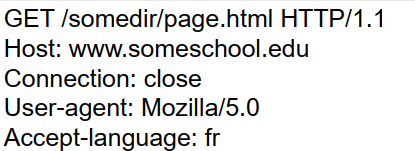 GET /somedir/page.html HTTP/1.1
Host: www.someschool.edu
Connection: close
User-agent: Mozilla/5.0
Accept-language: fr